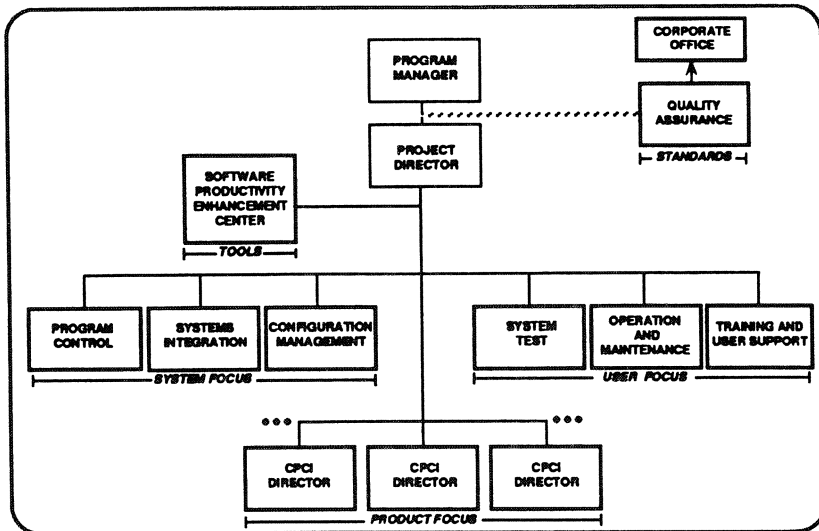 CORPORATE
OFFICE
PROGRAM
MANAGER
QUALITY
ASSURANCE
STANDARDS
PROJECT
DIRECTOR
SOFTWARE
PRODUCTIVITY
ENHANCEMENT
CENTER
TOOLS
PROGRAM
CONTROL
SYSTEMS
INTEGRATION
CONFIGURATION
MANAGEMENT
SYSTEM FOCUS
SYSTEM
TEST
OPERATION
AND
MAINTENANCE
TRAINING AND
USER SUPPORT
USER FOCUS
CPCI
DIRECTOR
CPCI
DIRECTOR
CPCI
DIRECTOR
PRODUCT FOCUS